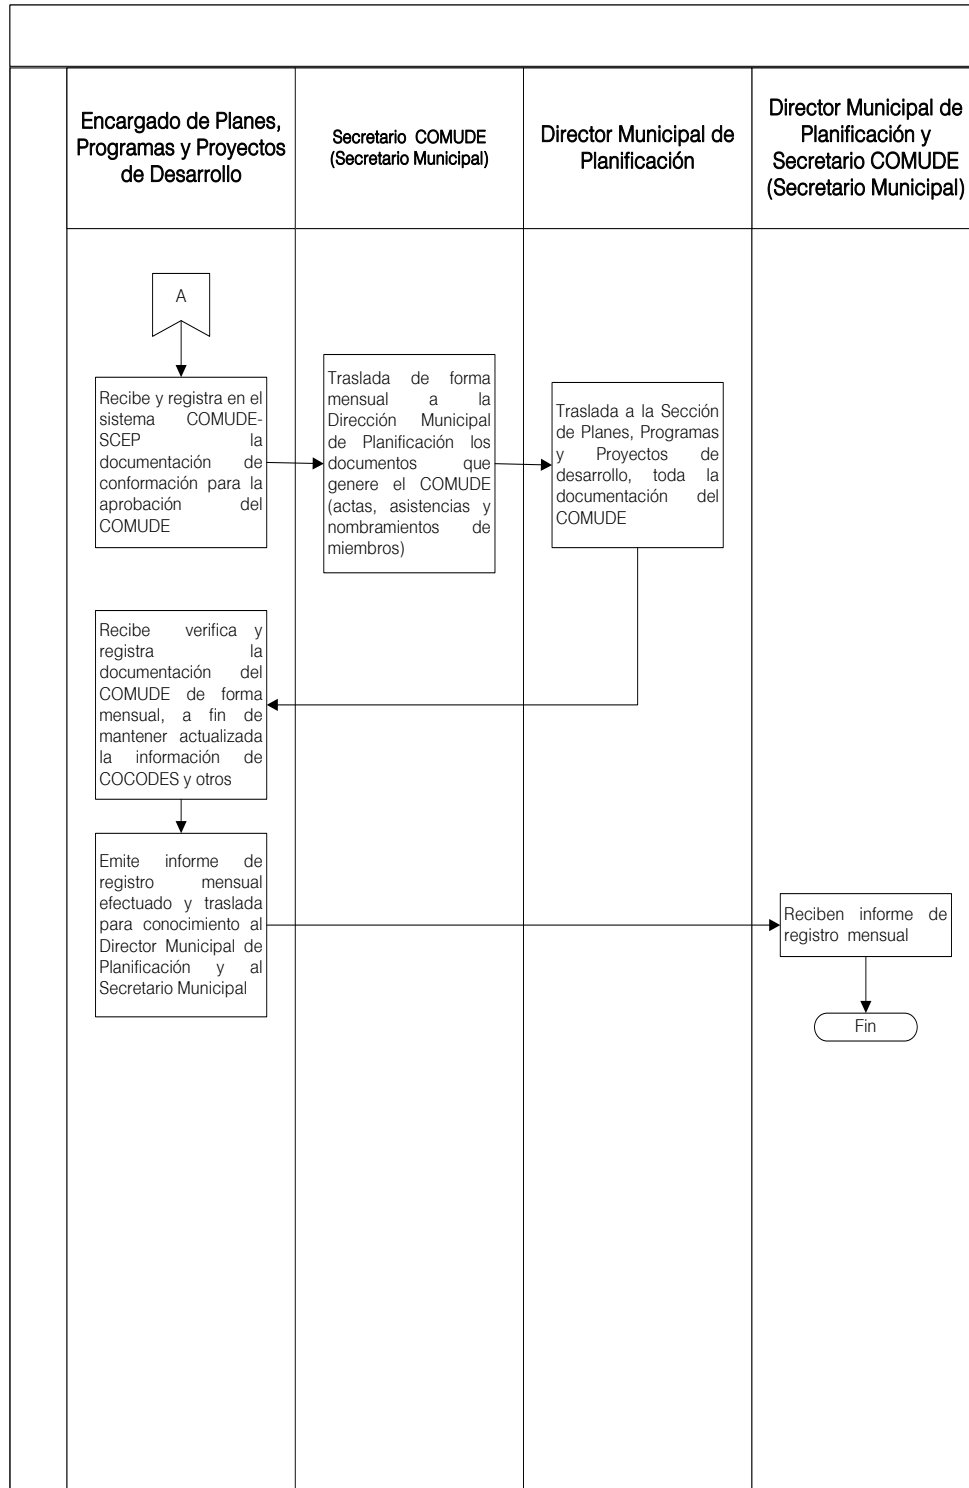 Encargado de Planes,
Programas y Proyectos
de Desarrollo
Secretario COMUDE
(Secretario Municipal)
Director Municipal de
Planificación
Director Municipal de
Planificación y
Secretario COMUDE
(Secretario Municipal)
A
Recibe y registra en el
sistema COMUDE-
SCEP la
documentación de
conformación para la
aprobación del
COMUDE
Traslada de forma
mensual a la
Dirección Municipal
de Planificación los
documentos que
genere el COMUDE
(actas, asistencias y
nombramientos de
miembros)
Traslada a la Sección
de Planes, Programas
y Proyectos de
desarrollo, toda la
documentación del
COMUDE
Recibe verifica y
registra la
documentación del
COMUDE de forma
mensual, a fin de
mantener actualizada
la información de
COCODES y otros
Emite informe de
registro mensual
efectuado y traslada
para conocimiento al
Director Municipal de
Planificación y al
Secretario Municipal
Reciben informe de
registro mensual
Fin